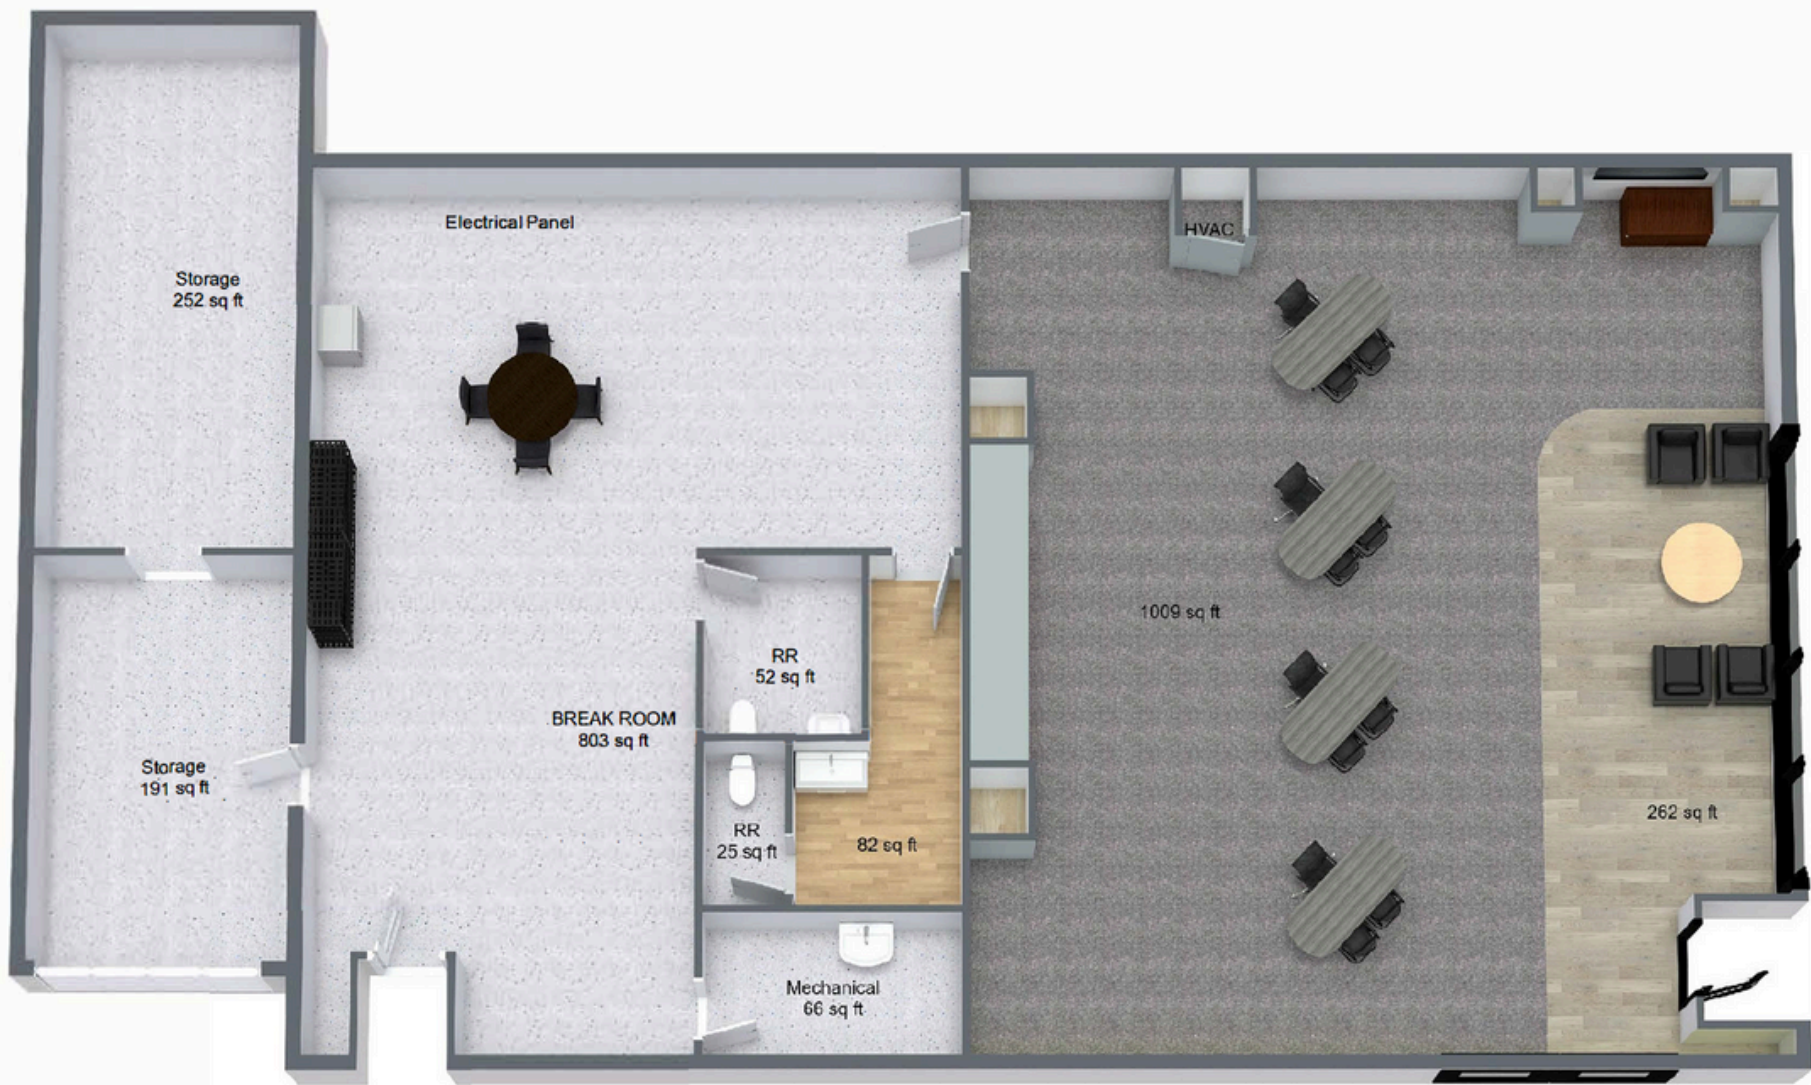 Electrical Panel
HVAC
Storage
252 sq ft
1009 sq ft
RR
52 sq ft
BREAK ROOM
803 sq ft
Storage
191 sq ft
RR
25 sq ft
82 sq ft
262 sq ft
Mechanical
66 sq ft